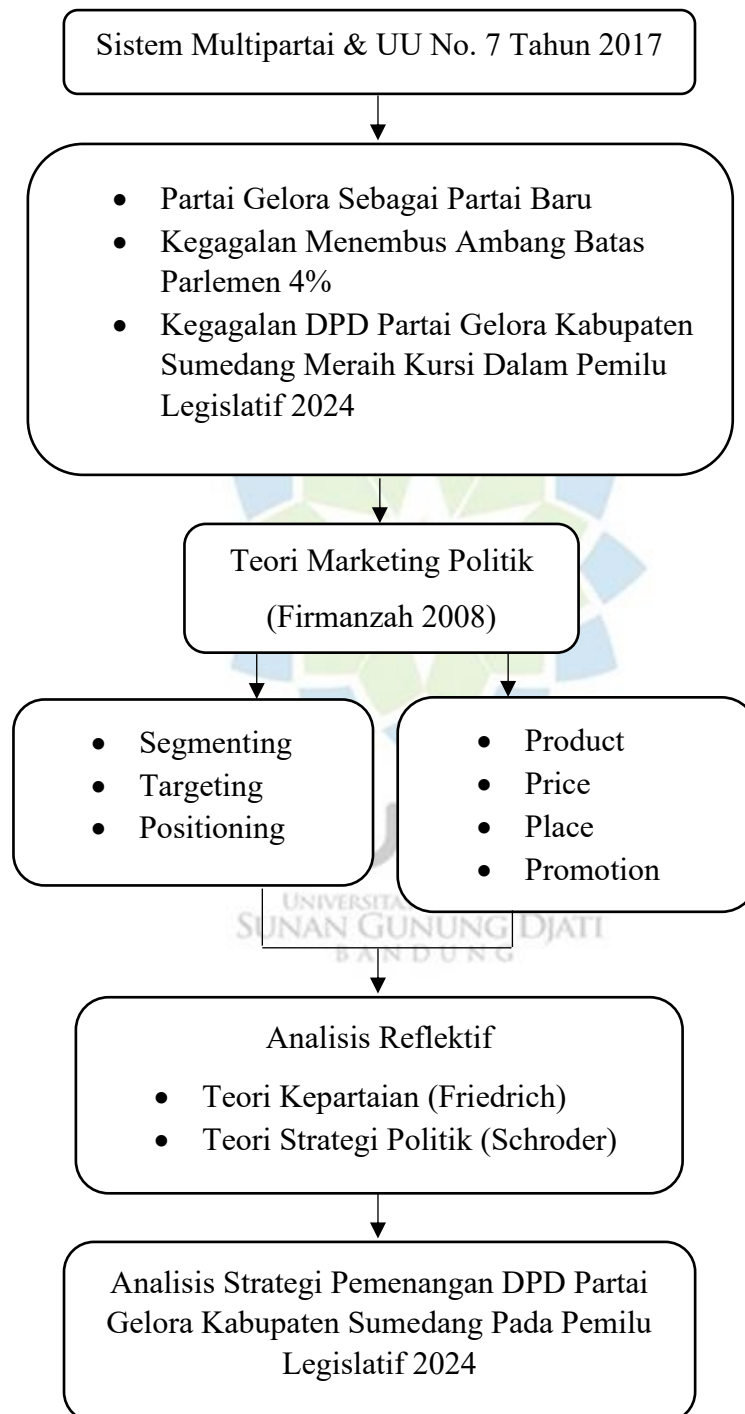 Sistem Multipartai & UU No. 7 Tahun 2017
• Partai Gelora Sebagai Partai Baru
• Kegagalan Menembus Ambang Batas
Parlemen 4%
• Kegagalan DPD Partai Gelora Kabupaten
Sumedang Meraih Kursi Dalam Pemilu
Legislatif 2024
Teori Marketing Politik
(Firmanzah 2008)
• Segmenting
• Targeting
• Positioning
• Product
• Price
• Place
• Promotion
SUNAN GUNUNG DJATI
BANDUNG
Analisis Reflektif
• Teori Kepartaian (Friedrich)
• Teori Strategi Politik (Schroder)
Analisis Strategi Pemenangan DPD Partai
Gelora Kabupaten Sumedang Pada Pemilu
Legislatif 2024